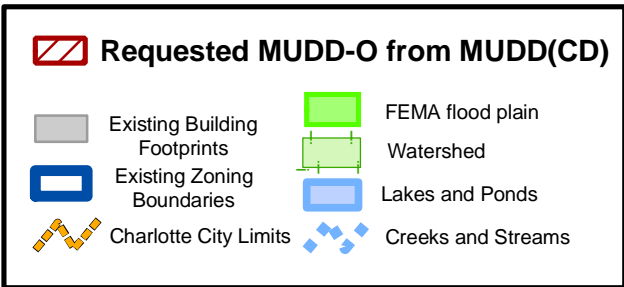 Requested MUDD-O from MUDD(CD)
Existing Building
Footprints
Existing Zoning
Boundaries
Charlotte City Limits
FEMA flood plain
Watershed
Lakes and Ponds
Creeks and Streams